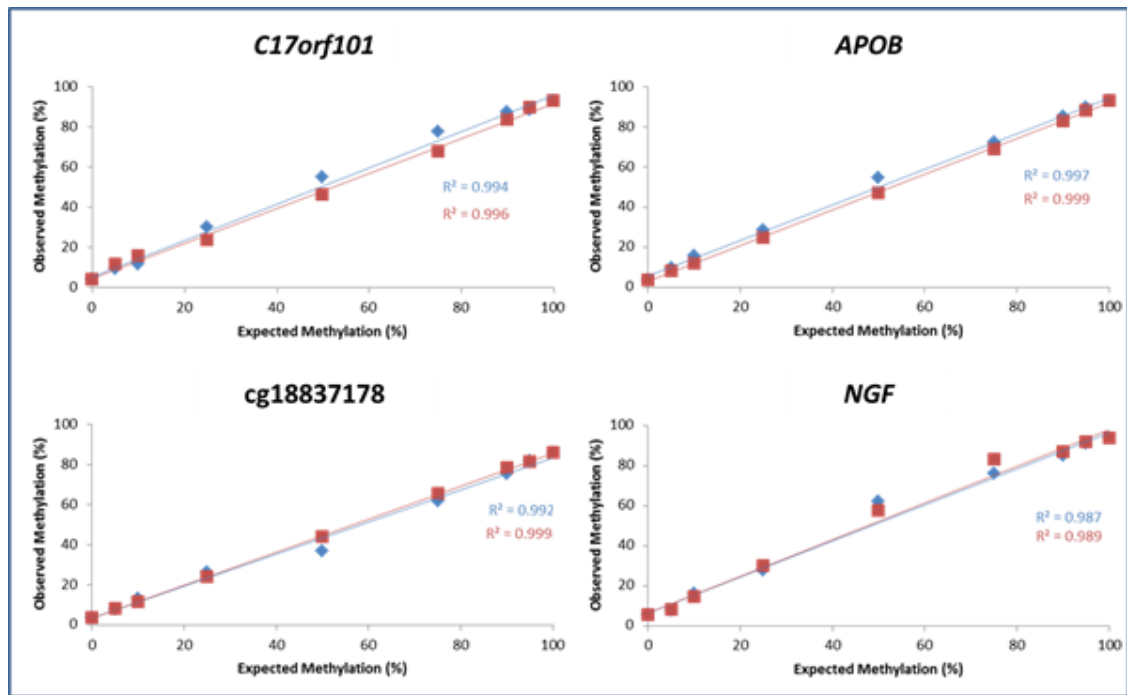 C17orf101
Observed Methylation (%)
100
80
60
40
20
0
R² = 0.994
R² = 0.996
0 20 40 60 80 100
Expected Methylation (%)
APOB
Observed Methylation (%)
100
80
60
40
20
0
R² = 0.997
R² = 0.999
0 20 40 60 80 100
Expected Methylation (%)
cg18837178
Observed Methylation (%)
100
80
60
40
20
0
R² = 0.992
R² = 0.999
0 20 40 60 80 100
Expected Methylation (%)
NGF
Observed Methylation (%)
100
80
60
40
20
0
R² = 0.987
R² = 0.989
0 20 40 60 80 100
Expected Methylation (%)